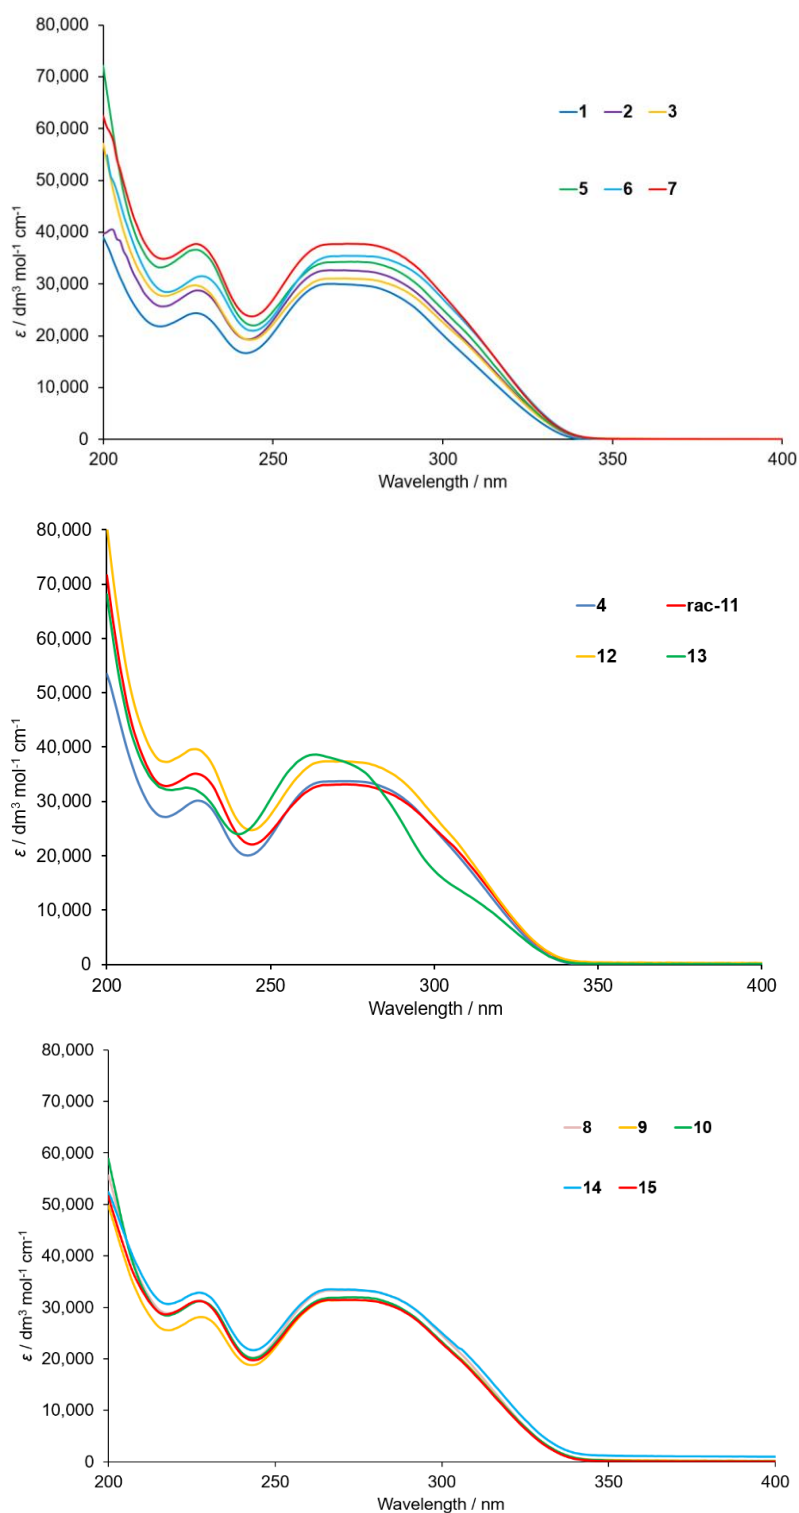 80,000
70,000
60,000
50,000
40,000
30,000
20,000
10,000
0
ε / dm³ mol⁻¹ cm⁻¹
1 2 3
5 6 7
200 250 300 350 400
Wavelength / nm
80,000
70,000
60,000
50,000
40,000
30,000
20,000
10,000
0
ε / dm³ mol⁻¹ cm⁻¹
4 rac-11
12 13
200 250 300 350 400
Wavelength / nm
80,000
70,000
60,000
50,000
40,000
30,000
20,000
10,000
0
ε / dm³ mol⁻¹ cm⁻¹
8 9 10
14 15
200 250 300 350 400
Wavelength / nm